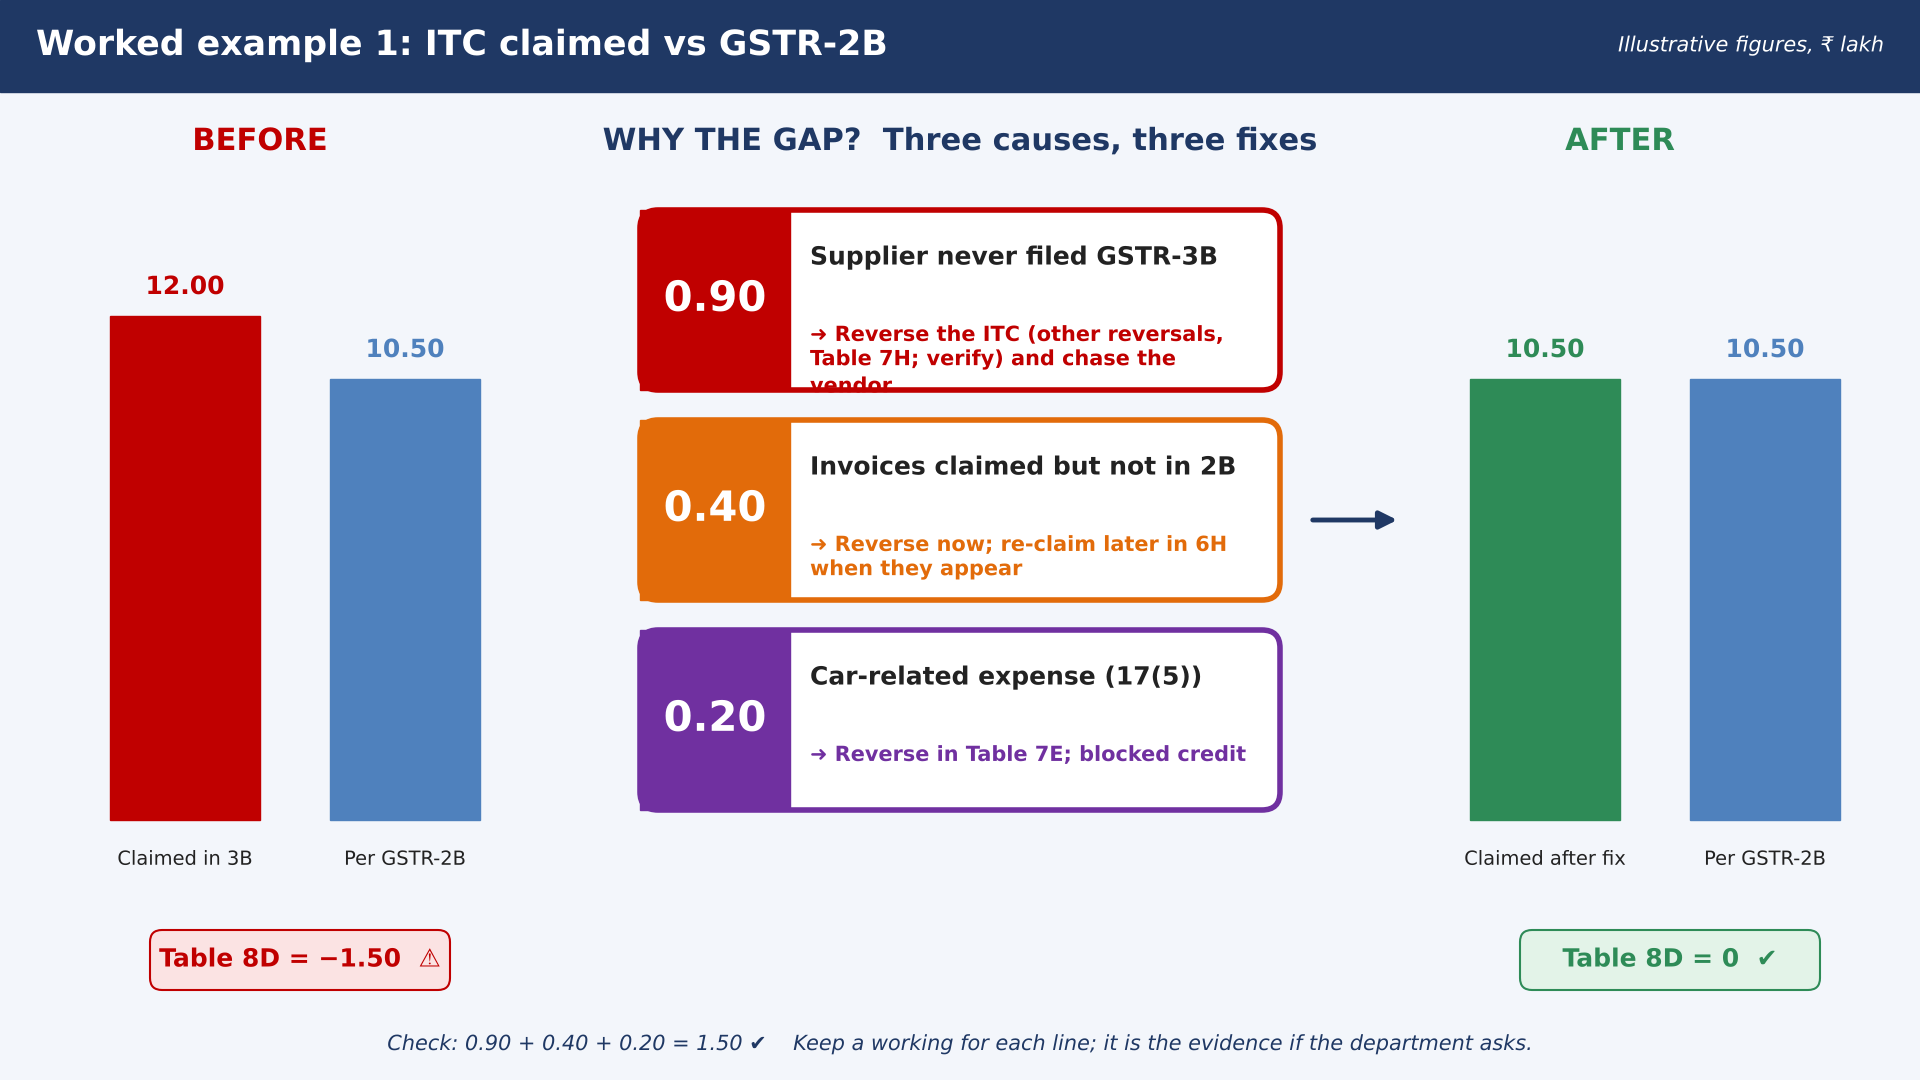 Worked example 1: ITC claimed vs GSTR-2B
Illustrative figures, ₹ lakh
BEFORE
WHY THE GAP?  Three causes, three fixes
AFTER
12.00
10.50
Claimed in 3B
Per GSTR-2B
Table 8D = −1.50 ⚠
0.90
Supplier never filed GSTR-3B
➔ Reverse the ITC (other reversals,
Table 7H; verify) and chase the
vendor
0.40
Invoices claimed but not in 2B
➔ Reverse now; re-claim later in 6H
when they appear
0.20
Car-related expense (17(5))
➔ Reverse in Table 7E; blocked credit
10.50
10.50
Claimed after fix
Per GSTR-2B
Table 8D = 0 ✔
Check: 0.90 + 0.40 + 0.20 = 1.50 ✔ Keep a working for each line; it is the evidence if the department asks.